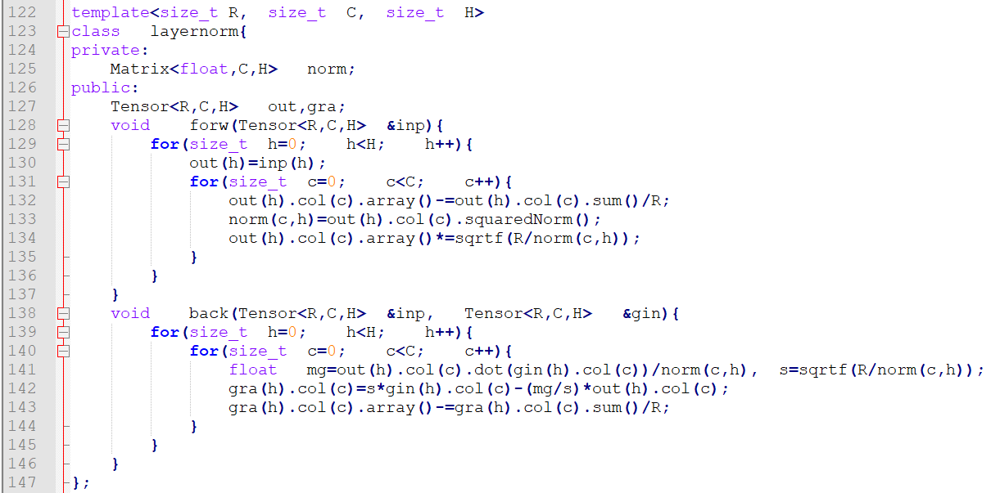 122 template<size_t R, size_t C, size_t H>
123 class layernorm{
124 private:
125 Matrix<float,C,H> norm;
126 public:
127 Tensor<R,C,H> out,gra;
128 void forw(Tensor<R,C,H> &inp){
129 for(size_t h=0; h<H; h++){
130 out(h)=inp(h);
131 for(size_t c=0; c<C; c++){
132 out(h).col(c).array()-=out(h).col(c).sum()/R;
133 norm(c,h)=out(h).col(c).squaredNorm();
134 out(h).col(c).array()*=sqrtf(R/norm(c,h));
135 }
136 }
137 }
138 void back(Tensor<R,C,H> &inp, Tensor<R,C,H> &gin){
139 for(size_t h=0; h<H; h++){
140 for(size_t c=0; c<C; c++){
141 float mg=out(h).col(c).dot(gin(h).col(c))/norm(c,h), s=sqrtf(R/norm(c,h));
142 gra(h).col(c)=s*gin(h).col(c)-(mg/s)*out(h).col(c);
143 gra(h).col(c).array()-=gra(h).col(c).sum()/R;
144 }
145 }
146 }
147 };